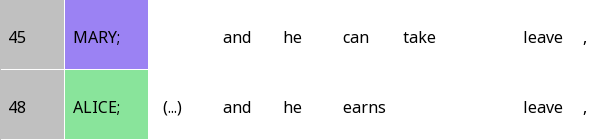 45 MARY; and he can take leave ,
48 ALICE; (...) and he earns leave ,